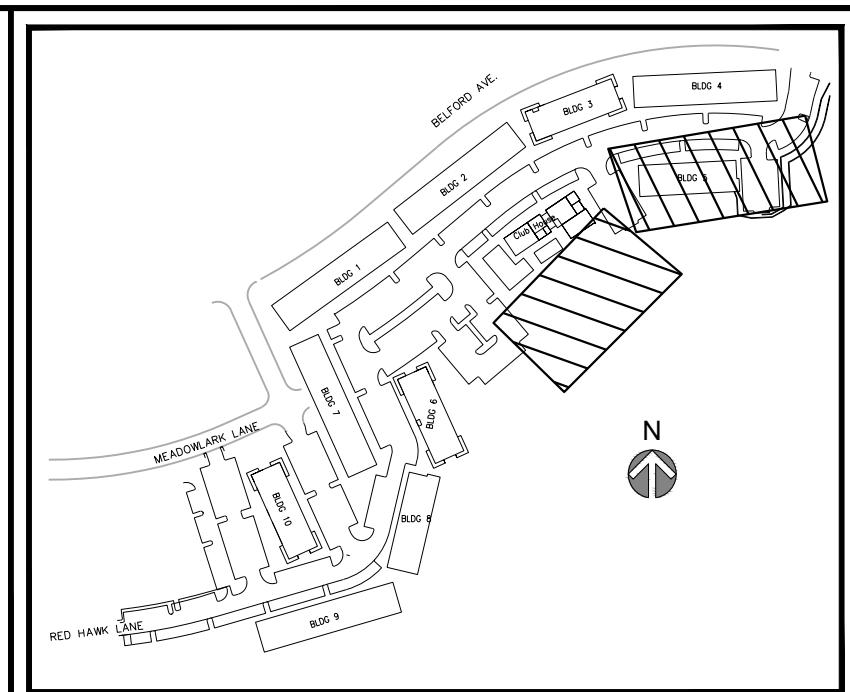 BELFORD AVE.
BLDG 4
BLDG 3
BLDG 2
BLDG 5
Club House
BLDG 1
BLDG 7
BLDG 6
N
MEADOWLARK LANE
BLDG 10
BLDG 8
BLDG 9
RED HAWK LANE